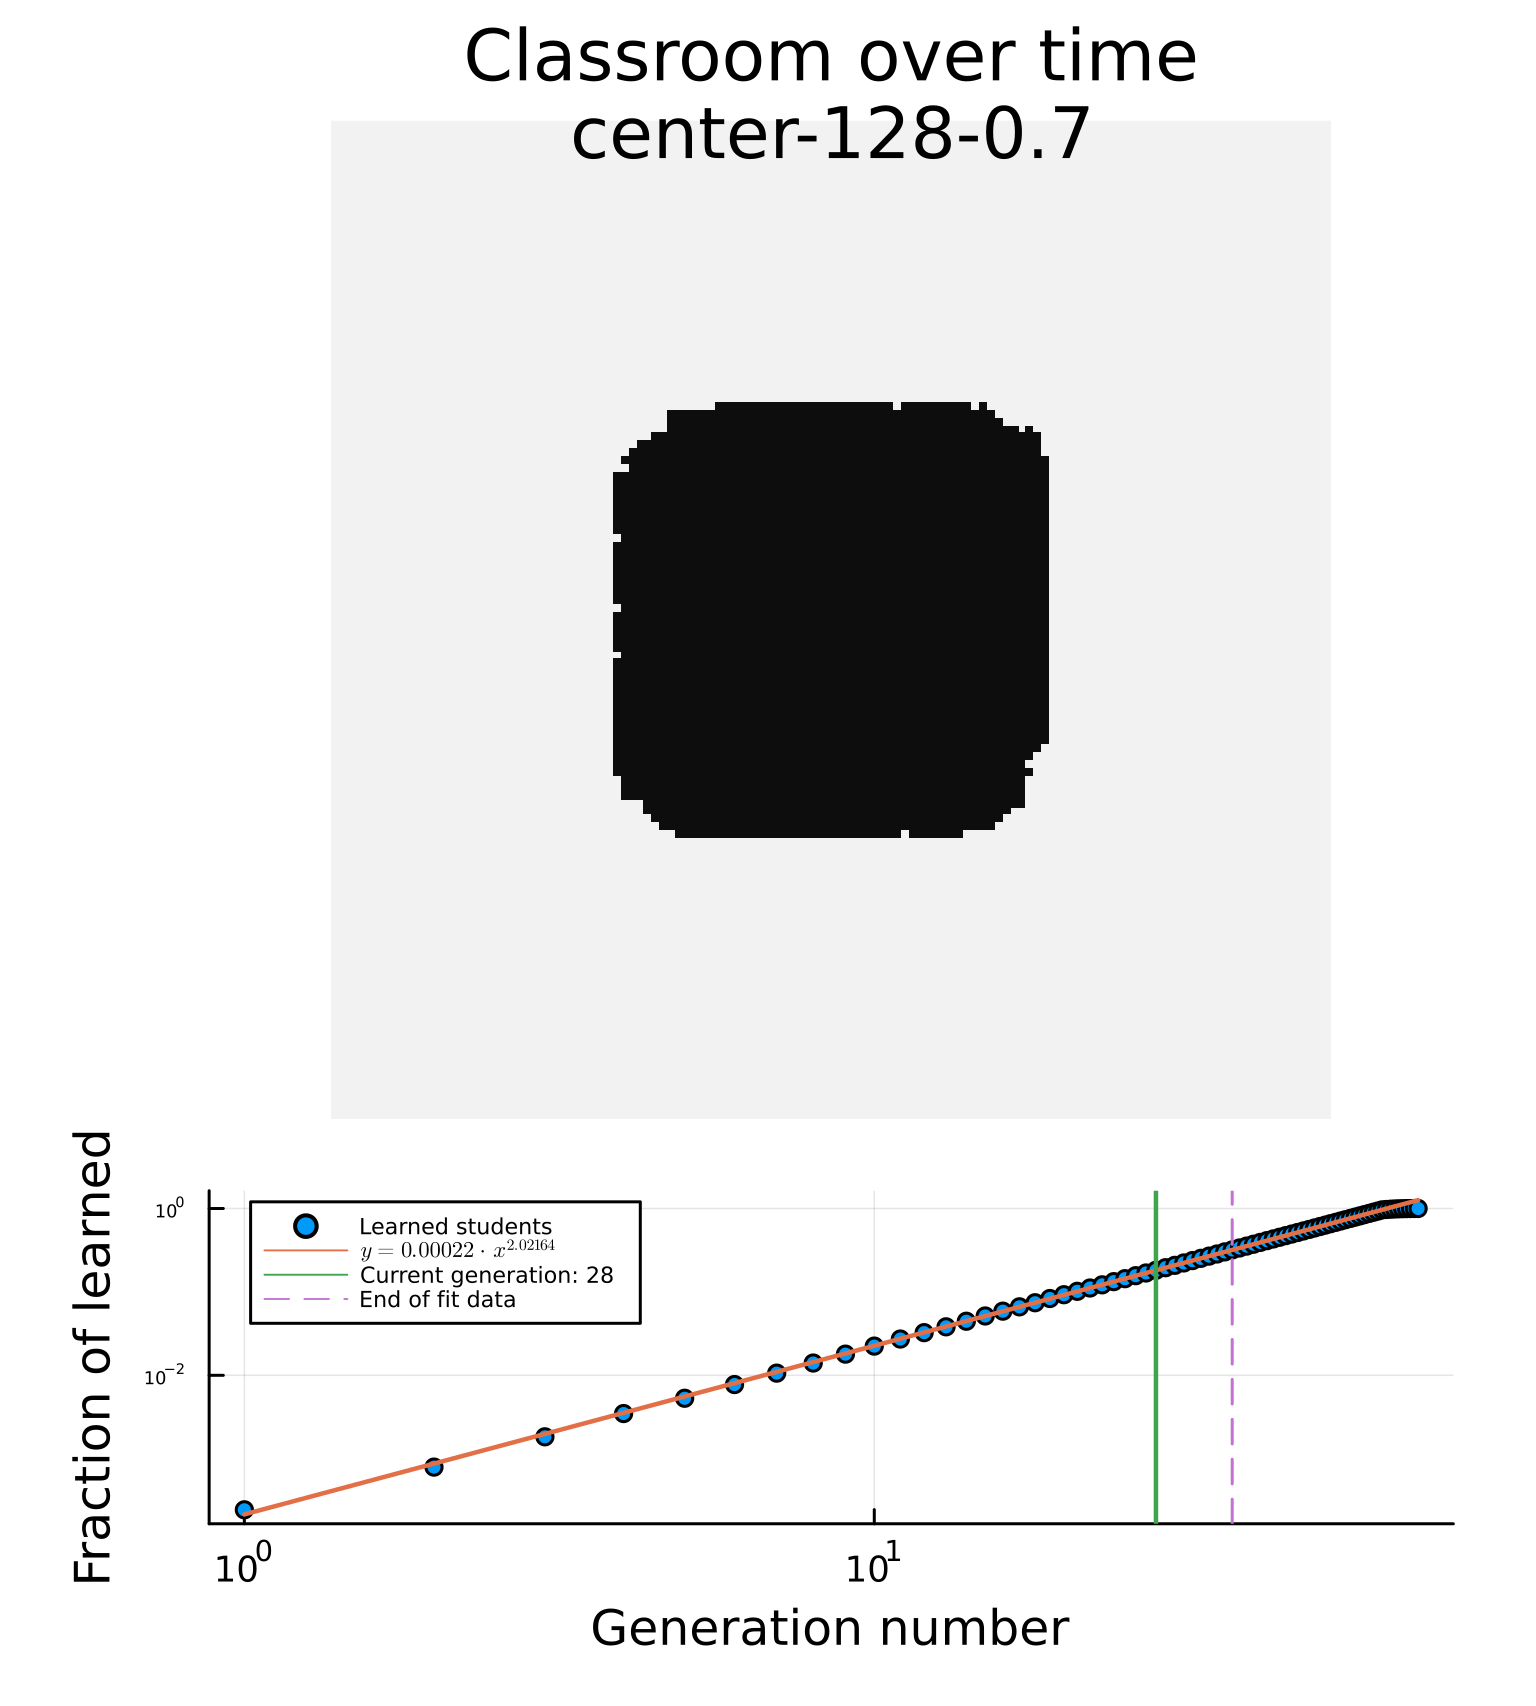 Classroom over time
center-128-0.7
Fraction of learned
10⁰
10⁻²
Learned students
y = 0.00022 · x^2.02164
Current generation: 28
End of fit data
10⁰
10¹
Generation number